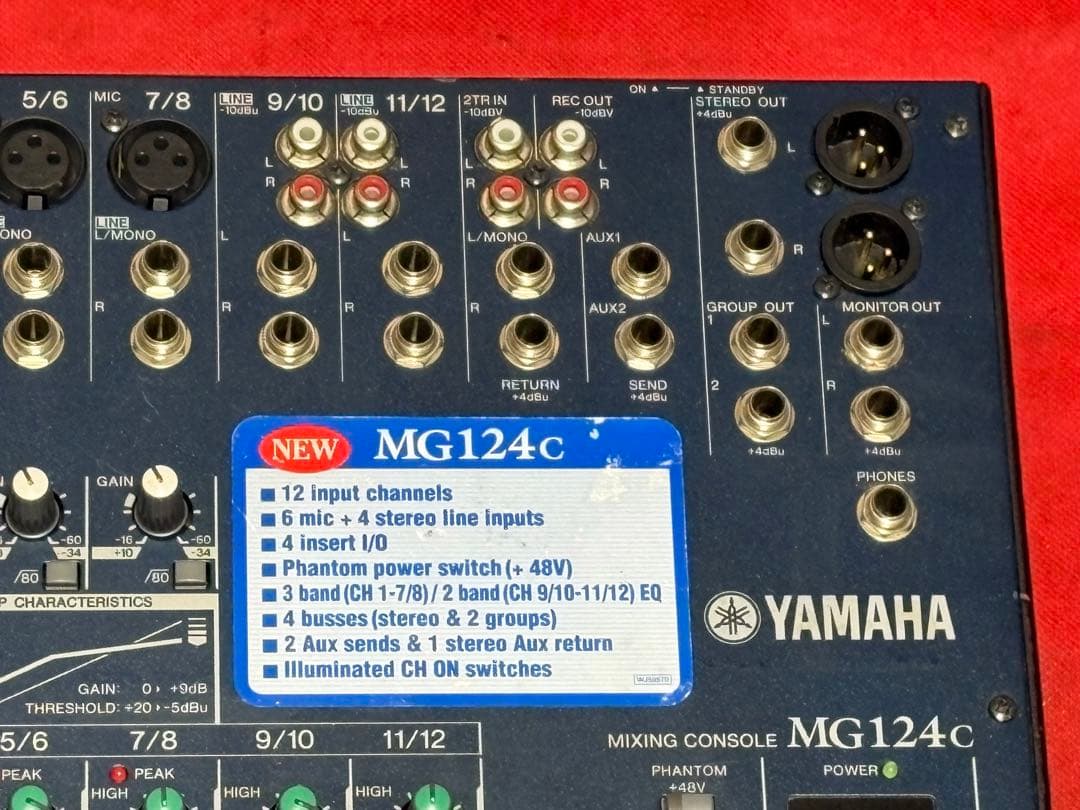 ON STANDBY
5/6 MIC 7/8 LINE -10dBu 9/10 LINE -10dBu 11/12 2TR IN -10dBV REC OUT -10dBV STEREO OUT +4dBu
L L R R L L R R L L R R L
LINE L/MONO L L L/MONO AUX1 R
R R R R AUX2 GROUP OUT MONITOR OUT
1 L
RETURN SEND 2 R
+4dBu +4dBu
+4dBu +4dBu
PHONES
NEW MG124C
12 input channels
6 mic + 4 stereo line inputs
4 insert I/O
Phantom power switch (+ 48V)
3 band (CH 1-7/8) / 2 band (CH 9/10-11/12) EQ
4 busses (stereo & 2 groups)
2 Aux sends & 1 stereo Aux return
Illuminated CH ON switches
GAIN
-60 -16 -60
-34 +10 -34
/80 /80
P CHARACTERISTICS
GAIN: 0 +9dB
THRESHOLD: +20 -5dBu
YAMAHA
MIXING CONSOLE MG124C
5/6 7/8 9/10 11/12
PEAK PEAK
HIGH HIGH HIGH
PHANTOM
+48V
POWER